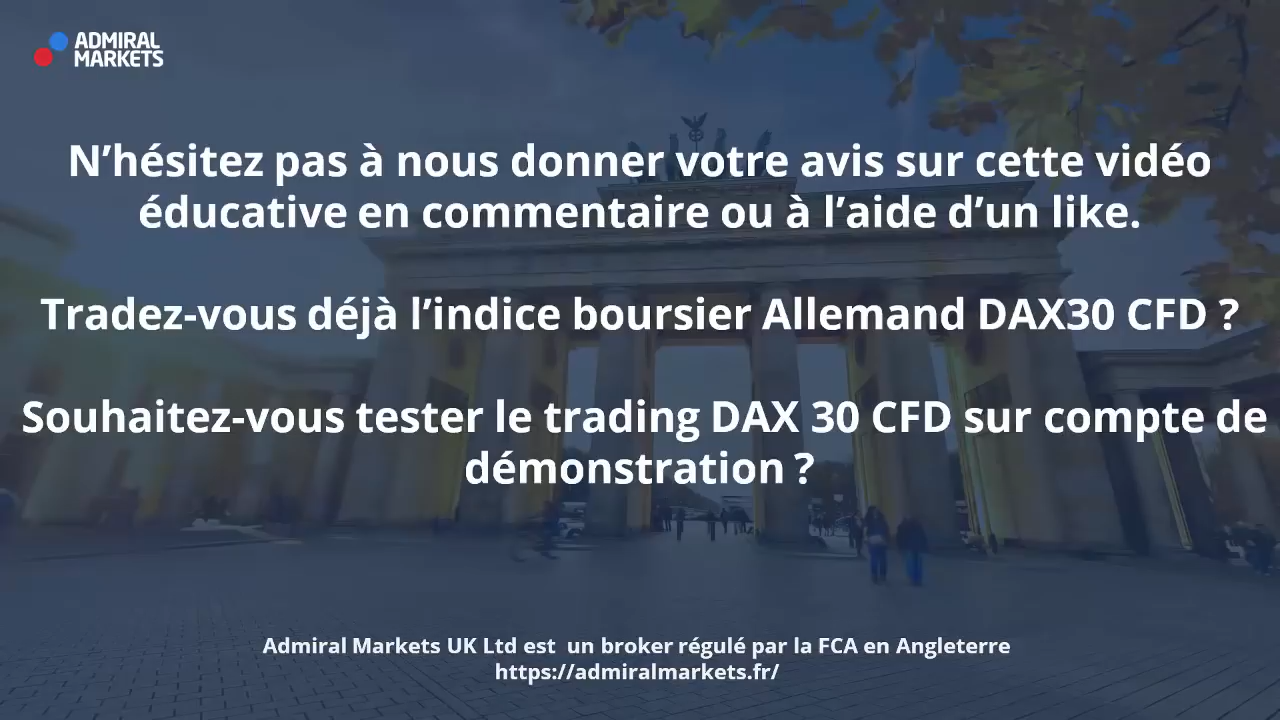 ADMIRAL
MARKETS
N’hésitez pas à nous donner votre avis sur cette vidéo
éducative en commentaire ou à l’aide d’un like.
Tradez-vous déjà l’indice boursier Allemand DAX30 CFD ?
Souhaitez-vous tester le trading DAX 30 CFD sur compte de
démonstration ?
Admiral Markets UK Ltd est  un broker régulé par la FCA en Angleterre
https://admiralmarkets.fr/